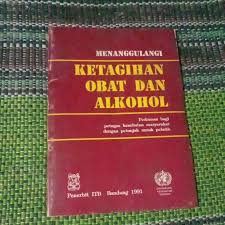 MENANGGULANGI
KETAGIHAN
OBAT DAN
ALKOHOL
Pedoman bagi
petugas kesehatan masyarakat
dengan petunjuk untuk pelatih
Penerbit ITB Bandung 1991